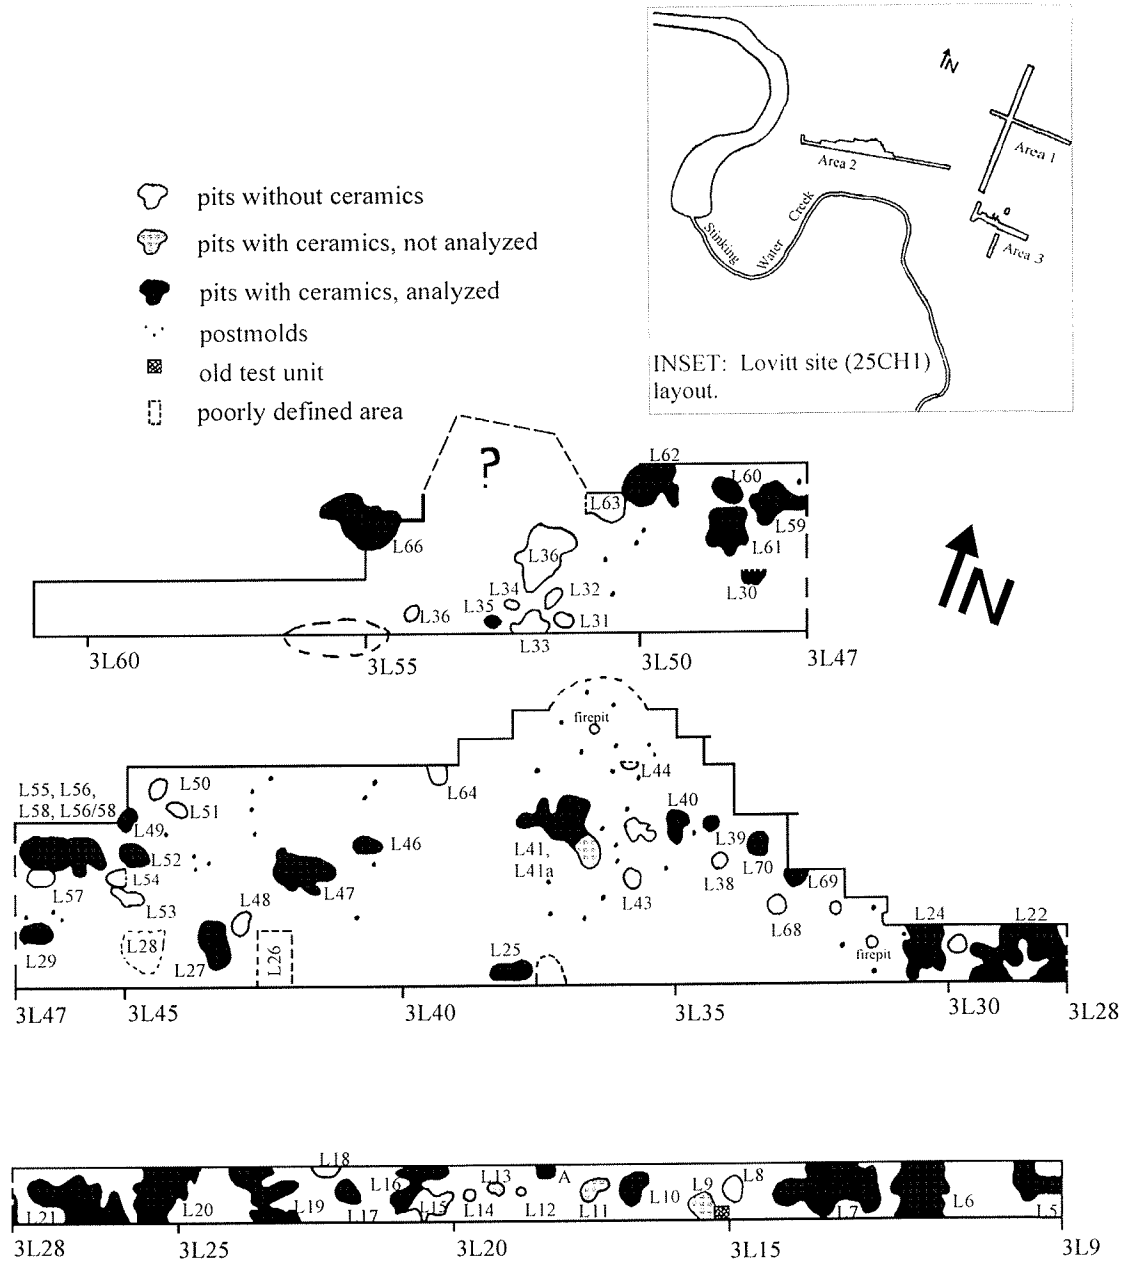 N
Area 1
Area 2
Area 3
Stinking
Water
Creek
INSET: Lovitt site (25CH1)
layout.
pits without ceramics
pits with ceramics, not analyzed
pits with ceramics, analyzed
postmolds
old test unit
poorly defined area
?
L62
L60
L63
L59
L66
L36
L61
L34
L32
L30
L35
L36
L31
L33
N
3L60
3L55
3L50
3L47
firepit
L44
L55, L56,
L58, L56/58
L50
L51
L64
L40
L49
L39
L46
L41,
L41a
L52
L70
L38
L54
L69
L57
L47
L43
L53
L48
L24
L22
L68
L28
L25
L26
firepit
L29
L27
3L47
3L45
3L40
3L35
3L30
3L28
L18
L13
A
L8
L16
L9
L10
L20
L19
L15
L6
L21
L17
L14
L12
L11
L7
L5
3L28
3L25
3L20
3L15
3L9